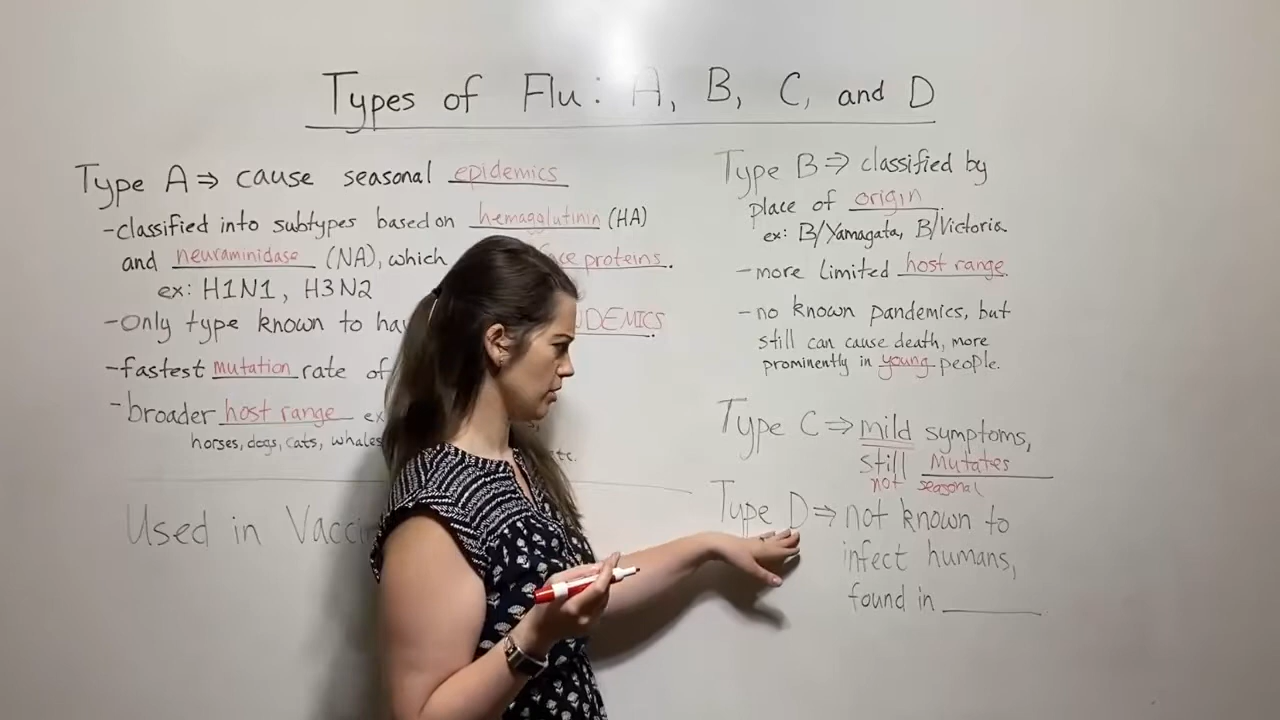 Types of Flu: A, B, C, and D
Type A ⇒ cause seasonal epidemics
-classified into subtypes based on hemagglutinin (HA)
and neuraminidase (NA), which proteins.
ex: H1N1, H3N2
-only type known to
-fastest mutation rate of
-broader host range ex
horses, dogs, cats, whales
etc.
Used in
Type B ⇒ classified by
place of origin
ex: B/Yamagata, B/Victoria
-more limited host range.
-no known pandemics, but
still can cause death, more
prominently in young people.
Type C ⇒ mild symptoms,
still Mutates
not seasonal
Type D ⇒ not known to
infect humans,
found in ________